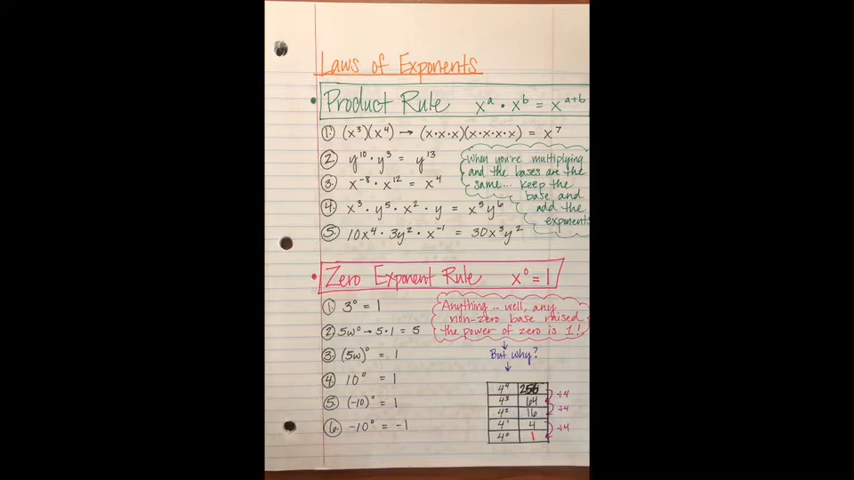 Laws of Exponents
• Product Rule xᵃ · xᵇ = xᵃ⁺ᵇ
① (x³)(x⁴) → (x·x·x)(x·x·x·x) = x⁷
② y¹⁰ · y³ = y¹³
③ x⁻⁸ · x¹² = x⁴
④ x³ · y⁵ · x² · y = x⁵y⁶
⑤ 10x⁴ · 3y² · x⁻¹ = 30x³y²
When you're multiplying
and the bases are the
same... keep the
base and
add the
exponents
• Zero Exponent Rule x⁰ = 1
① 3⁰ = 1
② 5w⁰ → 5·1 = 5
③ (5w)⁰ = 1
④ 10⁰ = 1
⑤ (-10)⁰ = 1
⑥ -10⁰ = -1
Anything... well, any
non-zero base raised
the power of zero is 1!
But why?
4⁴ 256
4³ 64 ÷4
4² 16 ÷4
4¹ 4 ÷4
4⁰ 1